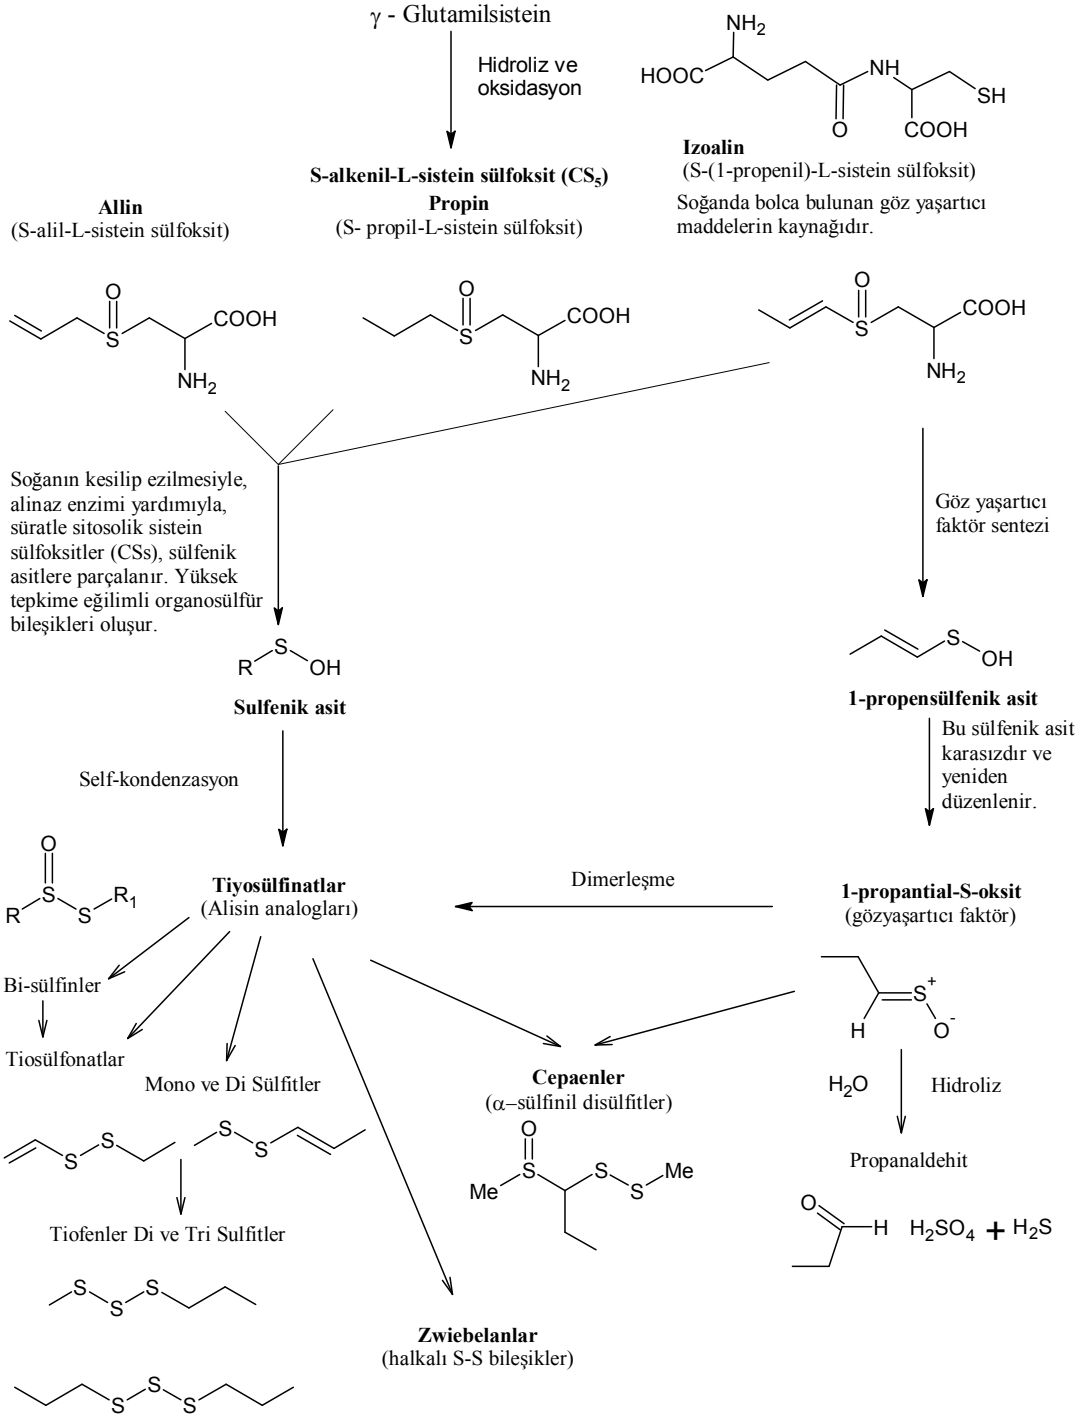 γ - Glutamilsistein
Hidroliz ve
oksidasyon
NH2
HOOC
NH
SH
O
COOH
Izoalin
(S-(1-propenil)-L-sistein sülfoksit)
Soğanda bolca bulunan göz yaşartıcı
maddelerin kaynağıdır.
S-alkenil-L-sistein sülfoksit (CS5)
Propin
(S- propil-L-sistein sülfoksit)
Allin
(S-alil-L-sistein sülfoksit)
O
S
COOH
NH2
O
S
COOH
NH2
O
S
COOH
NH2
Soğanın kesilip ezilmesiyle,
alinaz enzimi yardımıyla,
süratle sitosolik sistein
sülfoksitler (CSs), sülfenik
asitlere parçalanır. Yüksek
tepkime eğilimli organosülfür
bileşikleri oluşur.
Göz yaşartıcı
faktör sentezi
R
S
OH
Sulfenik asit
S
OH
1-propensülfenik asit
Bu sülfenik asit
karasızdır ve
yeniden
düzenlenir.
Self-kondenzasyon
O
R
S
S
R1
Tiyosülfinatlar
(Alisin analogları)
Dimerleşme
1-propantial-S-oksit
(gözyaşartıcı faktör)
S+
H
O-
Bi-sülfinler
Tiosülfonatlar
Mono ve Di Sülfitler
S
S
S
S
Cepaenler
(α–sülfinil disülfitler)
O
Me
S
S
S
Me
H2O
Hidroliz
Propanaldehit
O
H
H2SO4 + H2S
Tiofenler Di ve Tri Sulfitler
S
S
S
Zwiebelanlar
(halkalı S-S bileşikler)
S
S
S